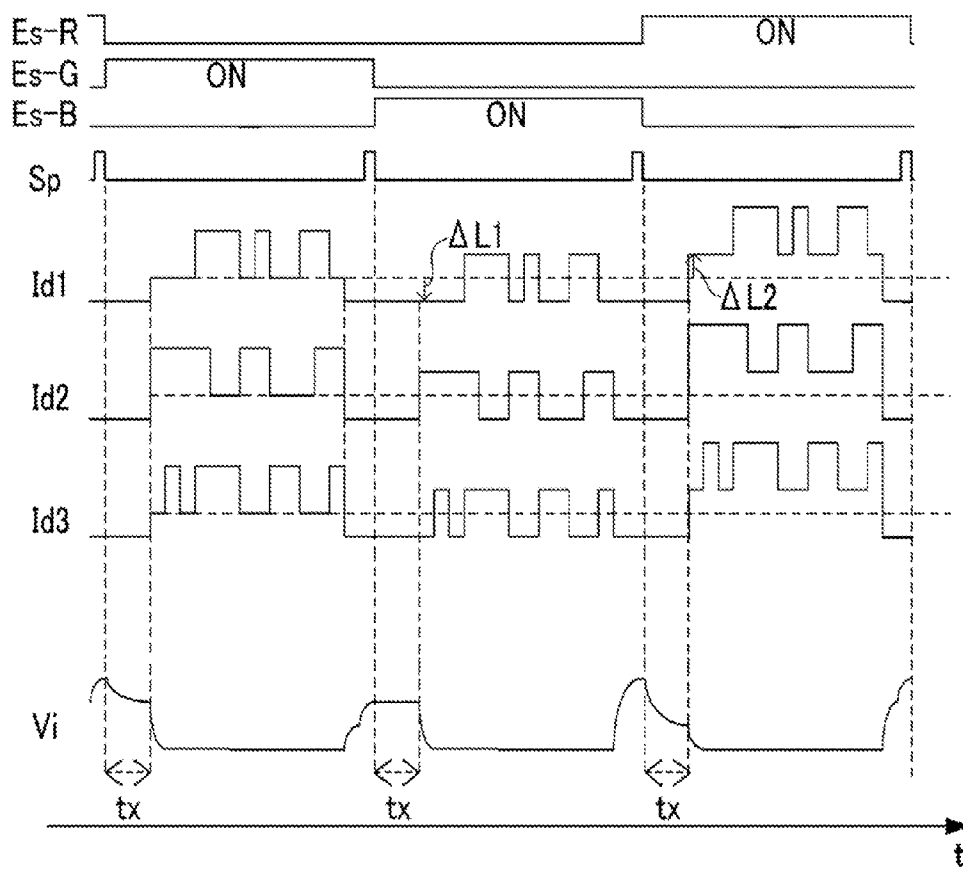 Es-R
ON
Es-G
ON
Es-B
ON
Sp
ΔL1
Id1
ΔL2
Id2
Id3
Vi
tx
tx
tx
t